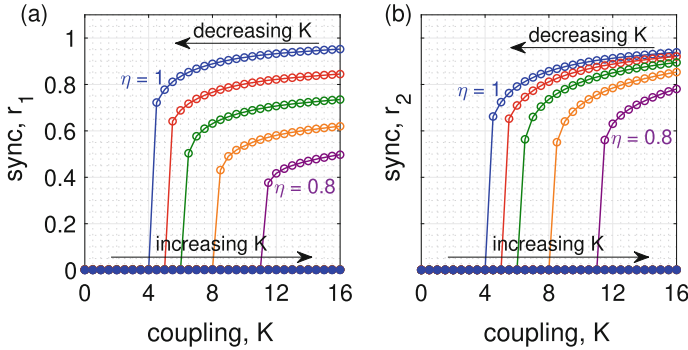 (a)
decreasing K
η = 1
η = 0.8
increasing K
sync, r1
1
0.8
0.6
0.4
0.2
0
0 4 8 12 16
coupling, K
(b)
decreasing K
η = 1
η = 0.8
increasing K
sync, r2
0 4 8 12 16
coupling, K